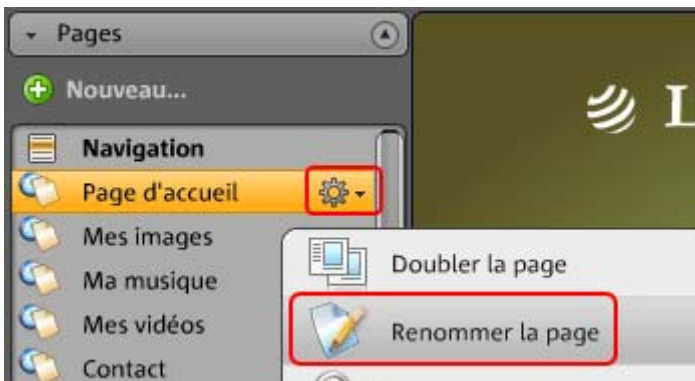 Pages
Nouveau...
L
Navigation
Page d'accueil
Mes images
Doubler la page
Ma musique
Mes vidéos
Renommer la page
Contact